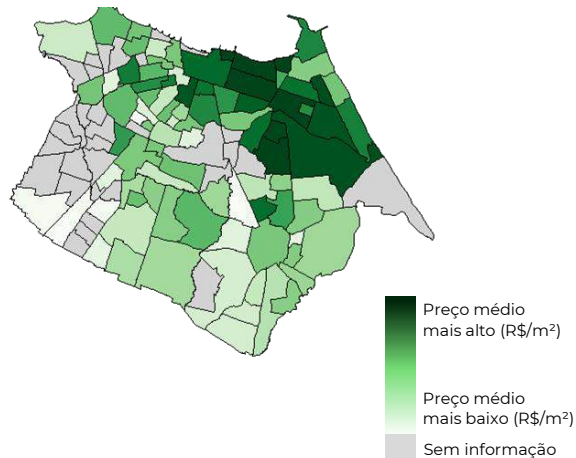 Preço médio
mais alto (R$/m²)
Preço médio
mais baixo (R$/m²)
Sem informação